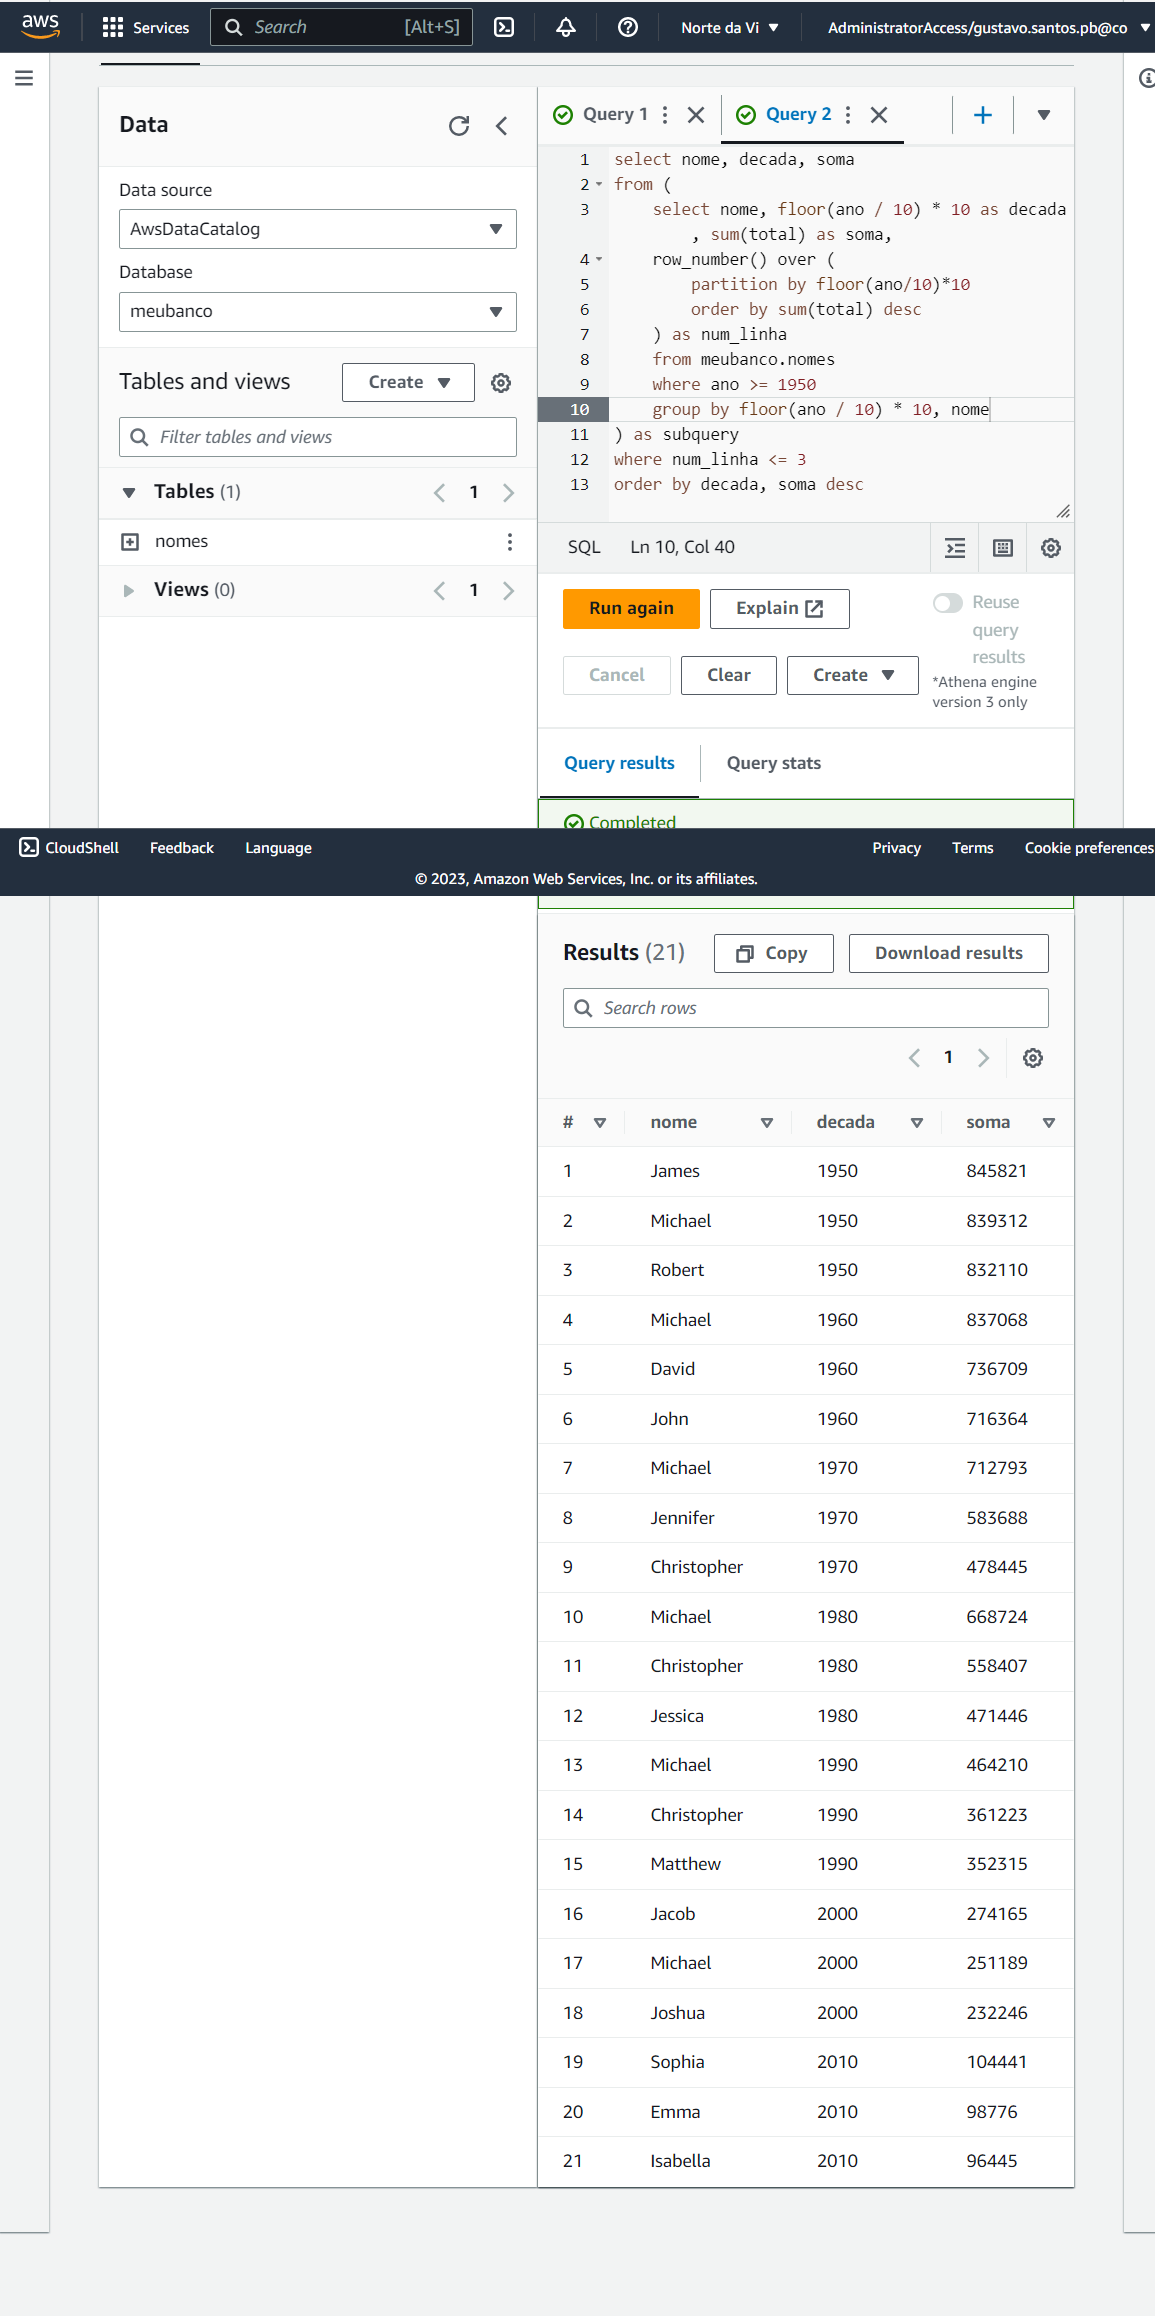 aws
Services
Search [Alt+S]
Norte da Vi
AdministratorAccess/gustavo.santos.pb@co
Data
Data source
AwsDataCatalog
Database
meubanco
Tables and views
Create
Filter tables and views
Tables (1)
1
nomes
Views (0)
1
Query 1
Query 2
1 select nome, decada, soma
2 from (
3 select nome, floor(ano / 10) * 10 as decada
, sum(total) as soma,
4 row_number() over (
5 partition by floor(ano/10)*10
6 order by sum(total) desc
7 ) as num_linha
8 from meubanco.nomes
9 where ano >= 1950
10 group by floor(ano / 10) * 10, nome
11 ) as subquery
12 where num_linha <= 3
13 order by decada, soma desc
SQL Ln 10, Col 40
Run again
Explain
Reuse
query
results
*Athena engine
version 3 only
Cancel
Clear
Create
Query results
Query stats
Completed
CloudShell Feedback Language
Privacy Terms Cookie preferences
© 2023, Amazon Web Services, Inc. or its affiliates.
Results (21)
Copy
Download results
Search rows
1
# nome decada soma
1 James 1950 845821
2 Michael 1950 839312
3 Robert 1950 832110
4 Michael 1960 837068
5 David 1960 736709
6 John 1960 716364
7 Michael 1970 712793
8 Jennifer 1970 583688
9 Christopher 1970 478445
10 Michael 1980 668724
11 Christopher 1980 558407
12 Jessica 1980 471446
13 Michael 1990 464210
14 Christopher 1990 361223
15 Matthew 1990 352315
16 Jacob 2000 274165
17 Michael 2000 251189
18 Joshua 2000 232246
19 Sophia 2010 104441
20 Emma 2010 98776
21 Isabella 2010 96445